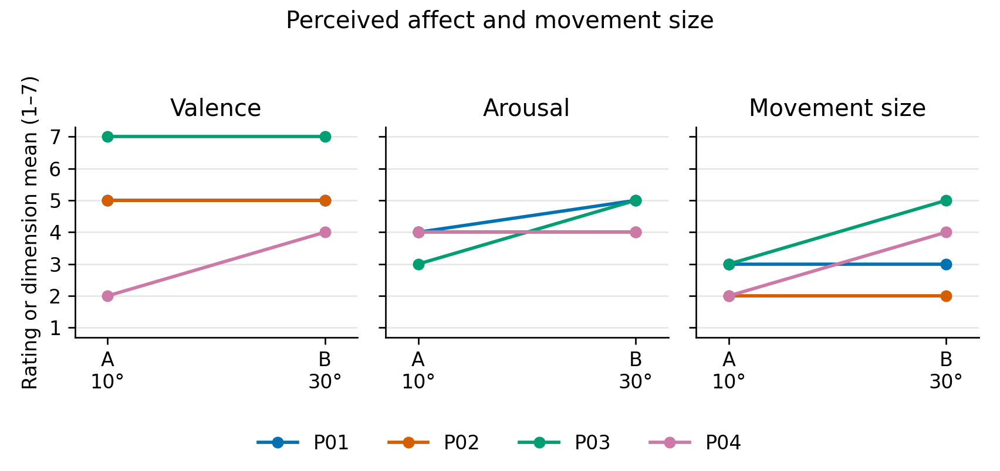 Perceived affect and movement size
Rating or dimension mean (1–7)
Valence
Arousal
Movement size
7
6
5
4
3
2
1
A
10°
B
30°
A
10°
B
30°
A
10°
B
30°
P01
P02
P03
P04